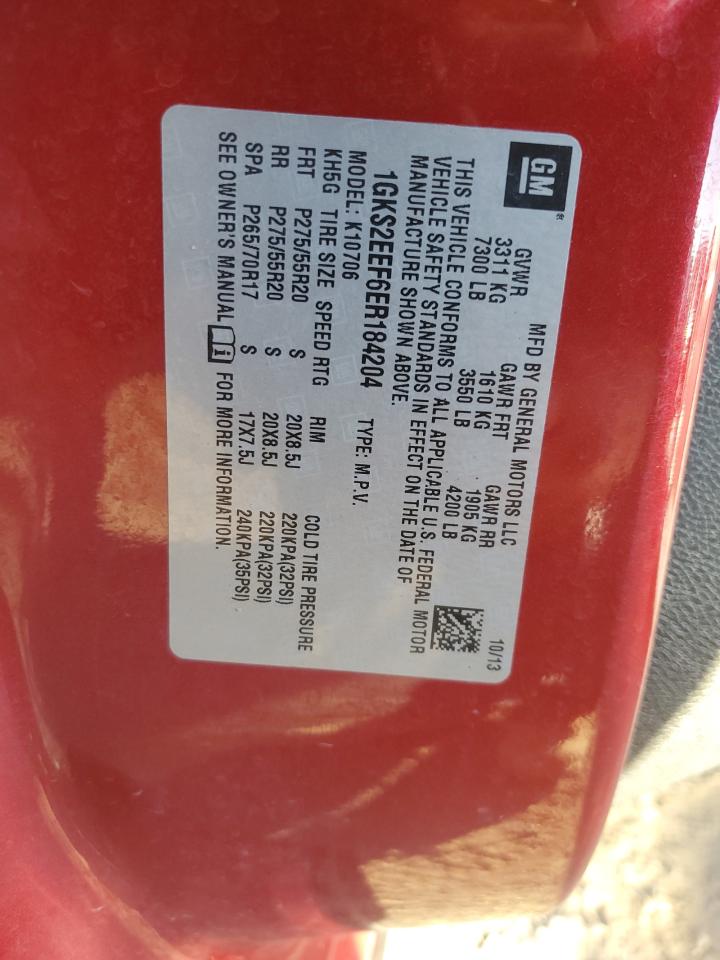 GM®
MFD BY GENERAL MOTORS LLC 10/13
GVWR GAWR FRT GAWR RR
3311 KG 1610 KG 1905 KG
7300 LB 3550 LB 4200 LB
THIS VEHICLE CONFORMS TO ALL APPLICABLE U.S. FEDERAL MOTOR
VEHICLE SAFETY STANDARDS IN EFFECT ON THE DATE OF
MANUFACTURE SHOWN ABOVE.
1GKS2EEF6ER184204 TYPE: M.P.V.
MODEL: K10706
KH5G TIRE SIZE SPEED RTG RIM COLD TIRE PRESSURE
FRT P275/55R20 S 20X8.5J 220KPA(32PSI)
RR P275/55R20 S 20X8.5J 220KPA(32PSI)
SPA P265/70R17 S 17X7.5J 240KPA(35PSI)
SEE OWNER'S MANUAL FOR MORE INFORMATION.